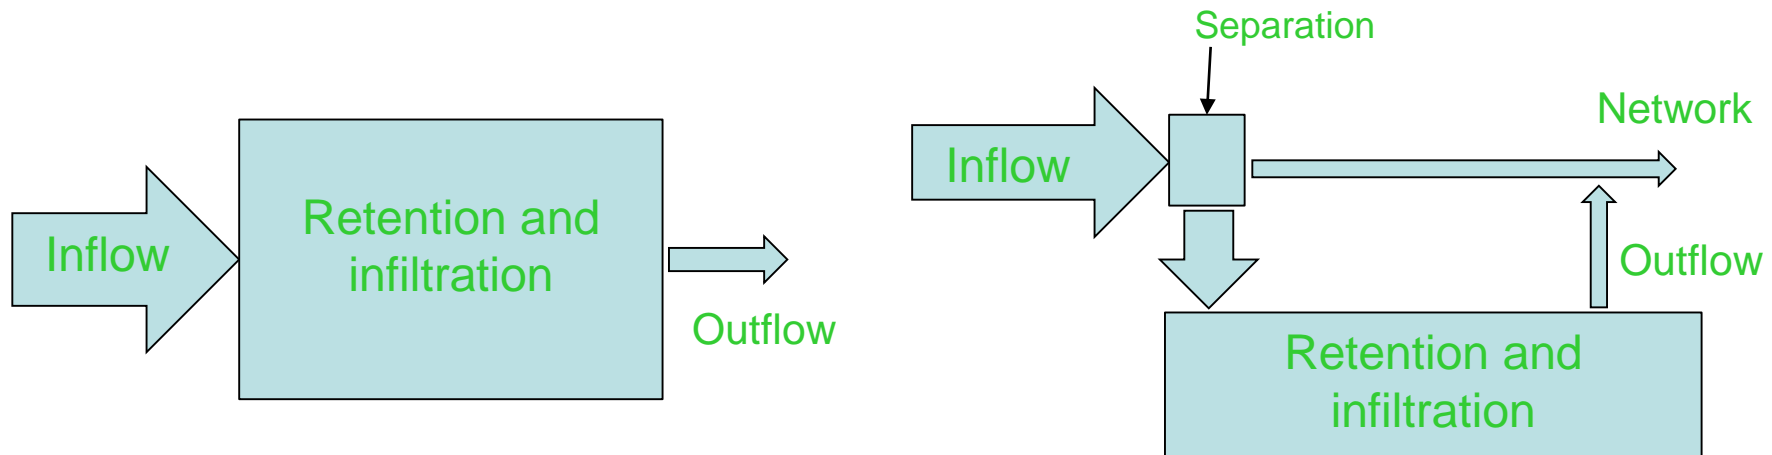 Inflow
Retention and
infiltration
Outflow
Separation
Inflow
Network
Outflow
Retention and
infiltration